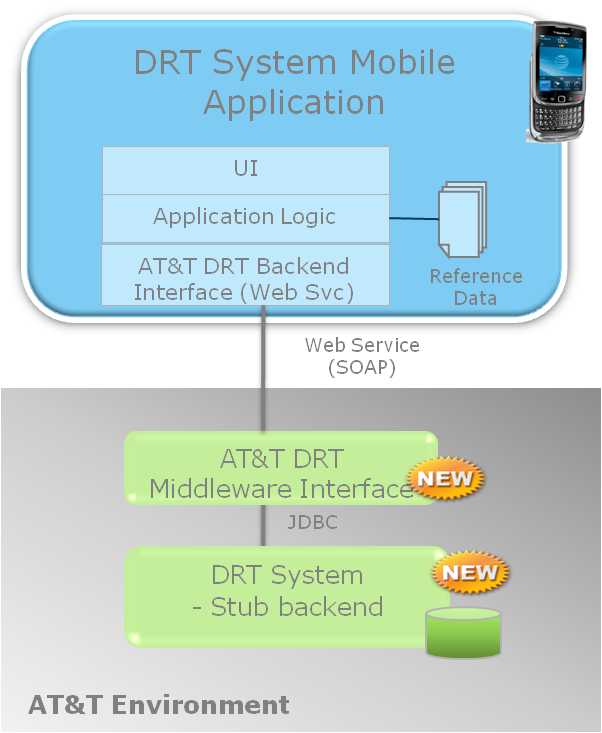 DRT System Mobile
Application
UI
Application Logic
AT&T DRT Backend
Interface (Web Svc)
Reference
Data
Web Service
(SOAP)
AT&T DRT
Middleware Interface
NEW
JDBC
DRT System
- Stub backend
NEW
AT&T Environment